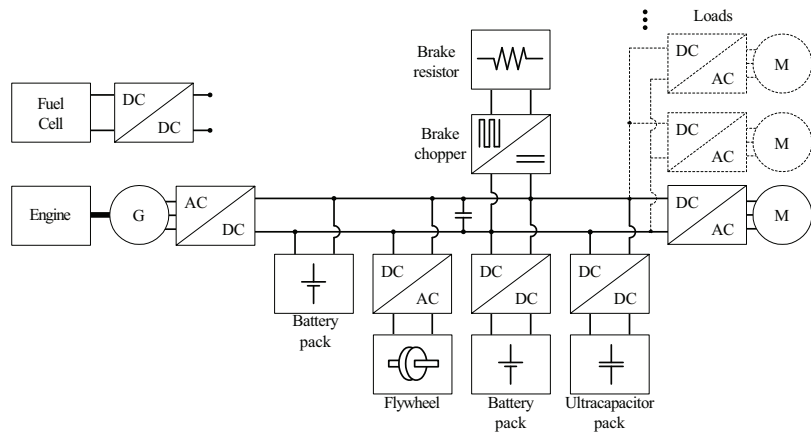 Loads
Brake
resistor
DC
AC
M
Fuel
Cell
DC
DC
Brake
chopper
DC
AC
M
Engine
G
AC
DC
DC
AC
M
DC
AC
DC
DC
DC
DC
Battery
pack
Flywheel
Battery
pack
Ultracapacitor
pack